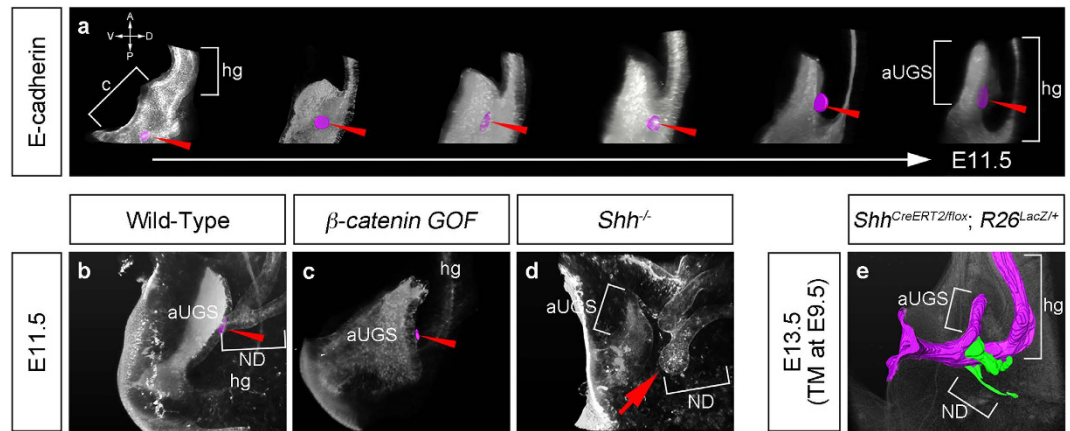 E-cadherin
a
A
V D
P
c
hg
aUGS
hg
E11.5
Wild-Type
β-catenin GOF
Shh-/-
ShhCreERT2/flox; R26LacZ/+
E11.5
b
aUGS
ND
hg
c
hg
aUGS
d
aUGS
ND
E13.5
(TM at E9.5)
e
aUGS
hg
ND